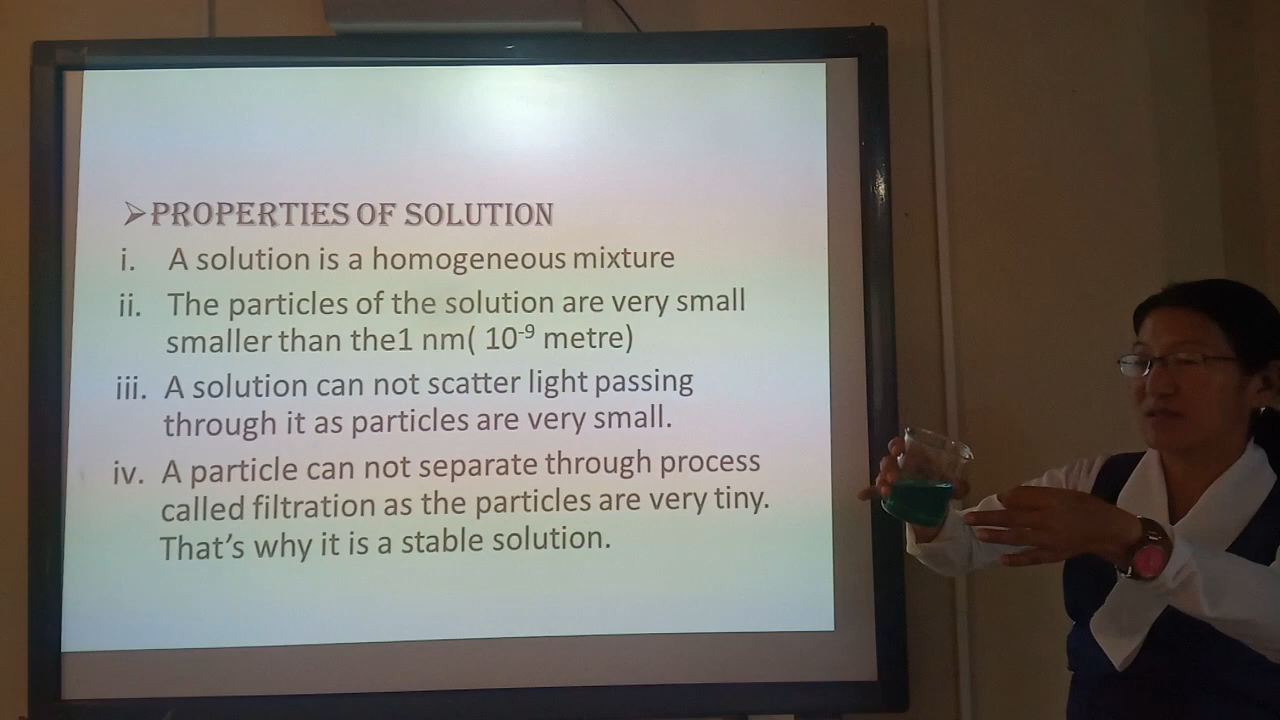 ➢PROPERTIES OF SOLUTION
i. A solution is a homogeneous mixture
ii. The particles of the solution are very small
smaller than the1 nm( 10⁻⁹ metre)
iii. A solution can not scatter light passing
through it as particles are very small.
iv. A particle can not separate through process
called filtration as the particles are very tiny.
That's why it is a stable solution.